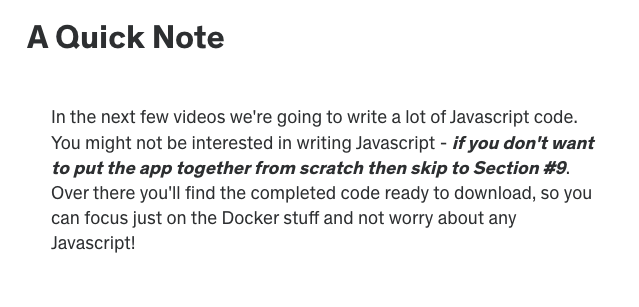 A Quick Note
In the next few videos we're going to write a lot of Javascript code.
You might not be interested in writing Javascript - if you don't want
to put the app together from scratch then skip to Section #9.
Over there you'll find the completed code ready to download, so you
can focus just on the Docker stuff and not worry about any
Javascript!